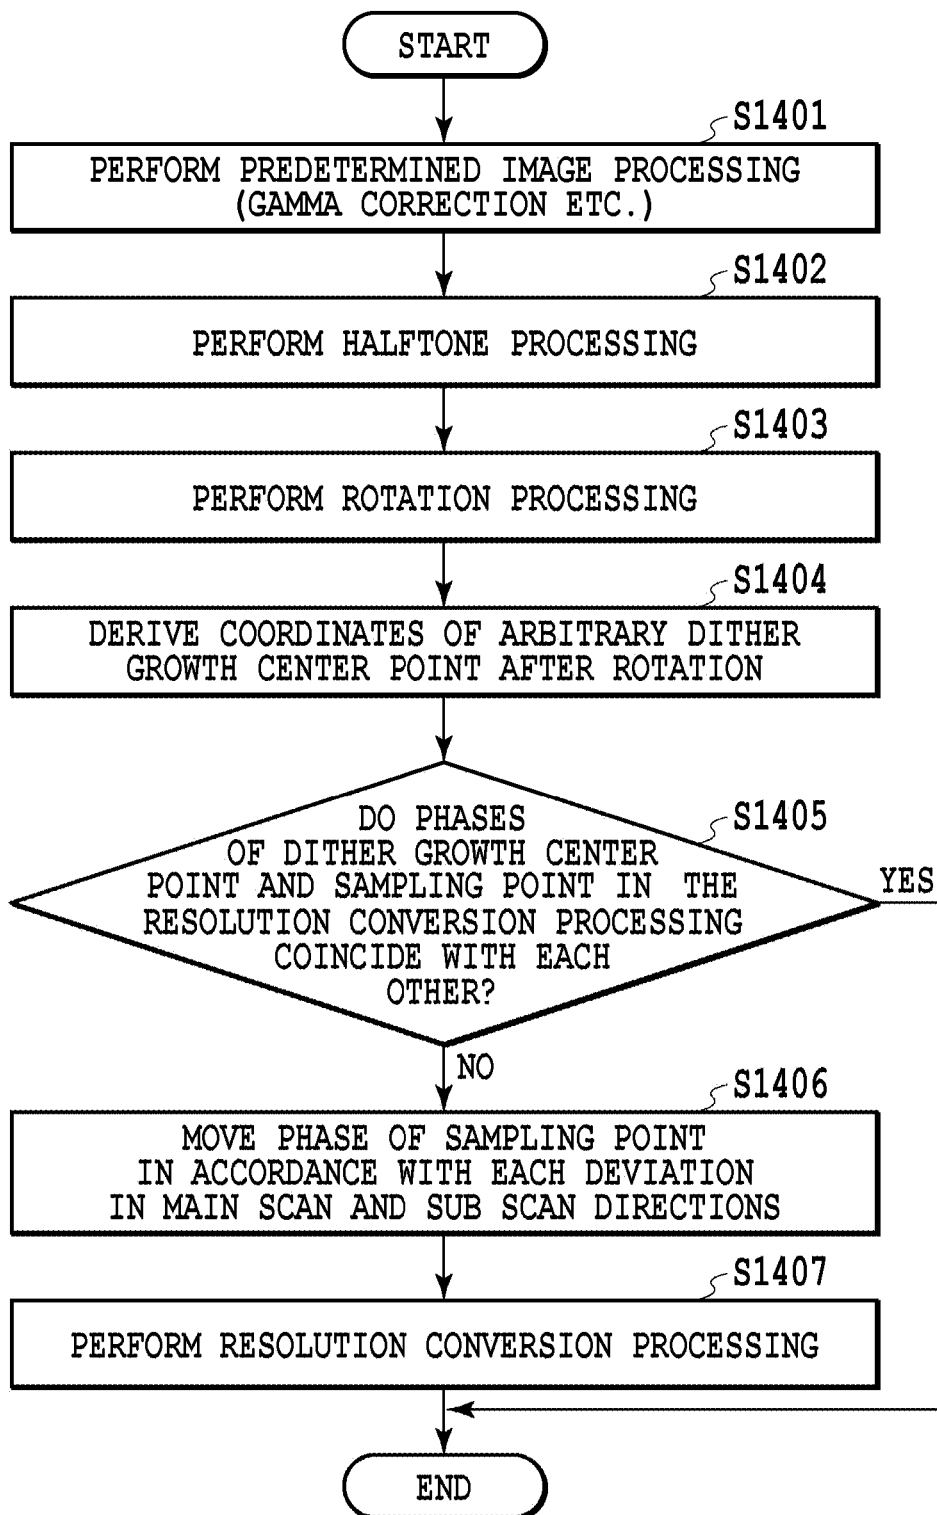 START
S1401
PERFORM PREDETERMINED IMAGE PROCESSING
(GAMMA CORRECTION ETC.)
S1402
PERFORM HALFTONE PROCESSING
S1403
PERFORM ROTATION PROCESSING
S1404
DERIVE COORDINATES OF ARBITRARY DITHER
GROWTH CENTER POINT AFTER ROTATION
S1405
DO PHASES
OF DITHER GROWTH CENTER
POINT AND SAMPLING POINT IN THE
RESOLUTION CONVERSION PROCESSING
COINCIDE WITH EACH
OTHER?
YES
NO
S1406
MOVE PHASE OF SAMPLING POINT
IN ACCORDANCE WITH EACH DEVIATION
IN MAIN SCAN AND SUB SCAN DIRECTIONS
S1407
PERFORM RESOLUTION CONVERSION PROCESSING
END